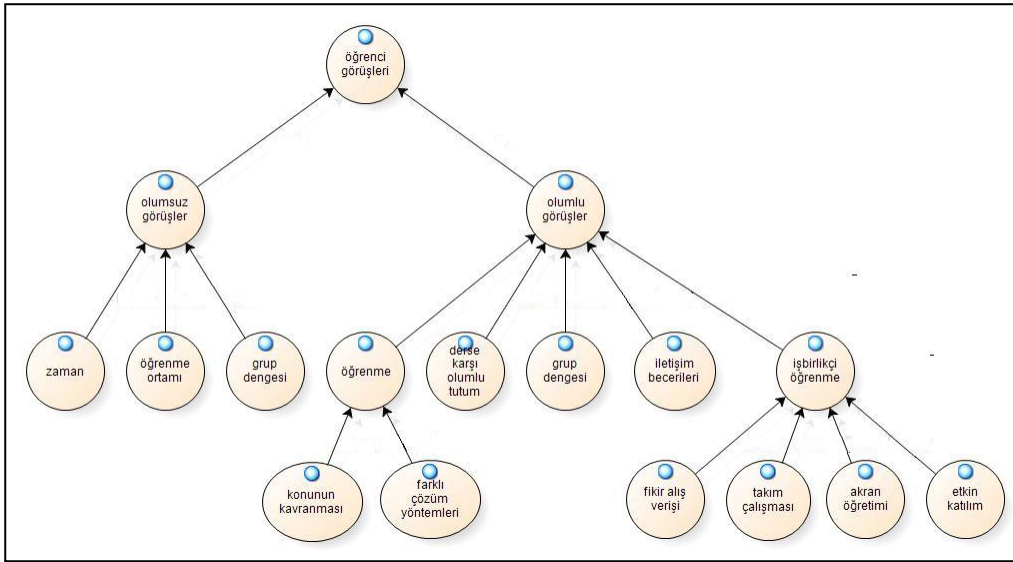 öğrenci
görüşleri
olumsuz
görüşler
olumlu
görüşler
zaman
öğrenme
ortamı
grup
dengesi
öğrenme
derse
karşı
olumlu
tutum
grup
dengesi
iletişim
becerileri
işbirlikçi
öğrenme
konunun
kavranması
farklı
çözüm
yöntemleri
fikir alış
verişi
takım
çalışması
akran
öğretimi
etkin
katılım